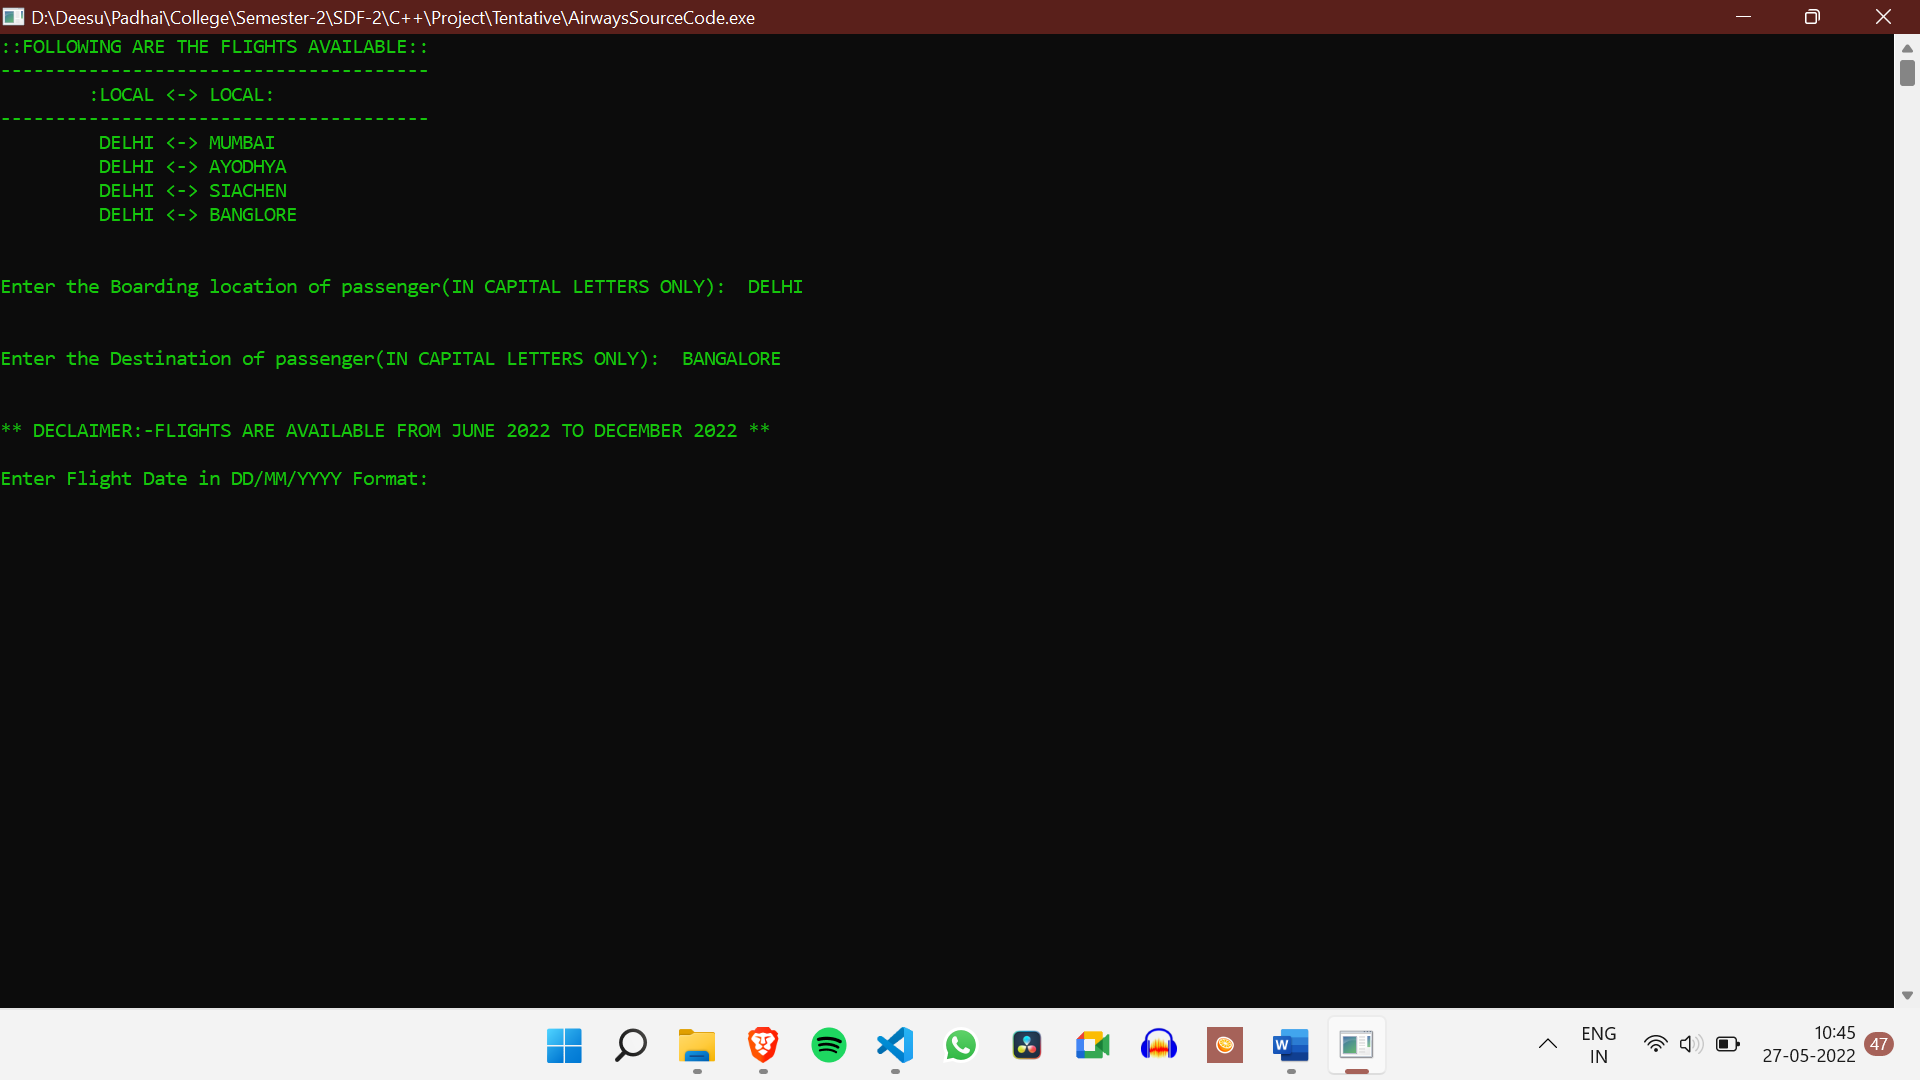 D:\Deesu\Padhai\College\Semester-2\SDF-2\C++\Project\Tentative\AirwaysSourceCode.exe
::FOLLOWING ARE THE FLIGHTS AVAILABLE::
---------------------------------------
:LOCAL <-> LOCAL:
---------------------------------------
DELHI <-> MUMBAI
DELHI <-> AYODHYA
DELHI <-> SIACHEN
DELHI <-> BANGLORE
Enter the Boarding location of passenger(IN CAPITAL LETTERS ONLY):  DELHI
Enter the Destination of passenger(IN CAPITAL LETTERS ONLY):  BANGALORE
** DECLAIMER:-FLIGHTS ARE AVAILABLE FROM JUNE 2022 TO DECEMBER 2022 **
Enter Flight Date in DD/MM/YYYY Format:
W
ENG
IN
10:45
27-05-2022
47